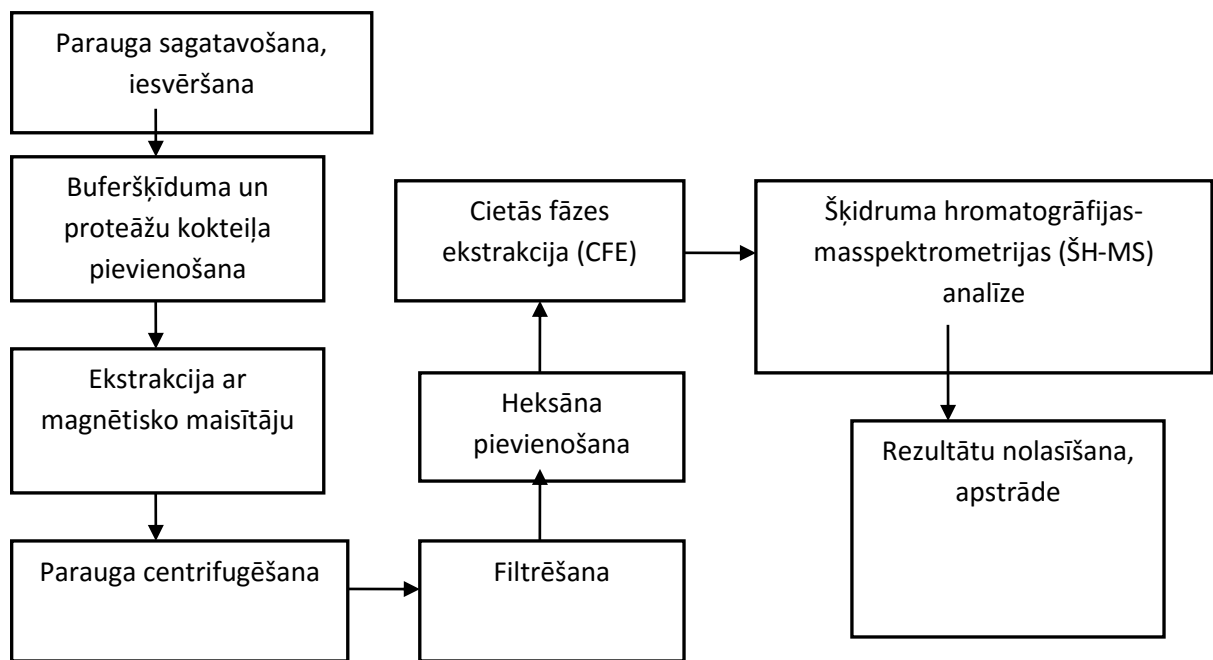 Parauga sagatavošana,
iesvēršana
Buferšķīduma un
proteāžu kokteiļa
pievienošana
Ekstrakcija ar
magnētisko maisītāju
Parauga centrifugēšana
Filtrēšana
Heksāna
pievienošana
Cietās fāzes
ekstrakcija (CFE)
Šķidruma hromatogrāfijas-
masspektrometrijas (ŠH-MS)
analīze
Rezultātu nolasīšana,
apstrāde